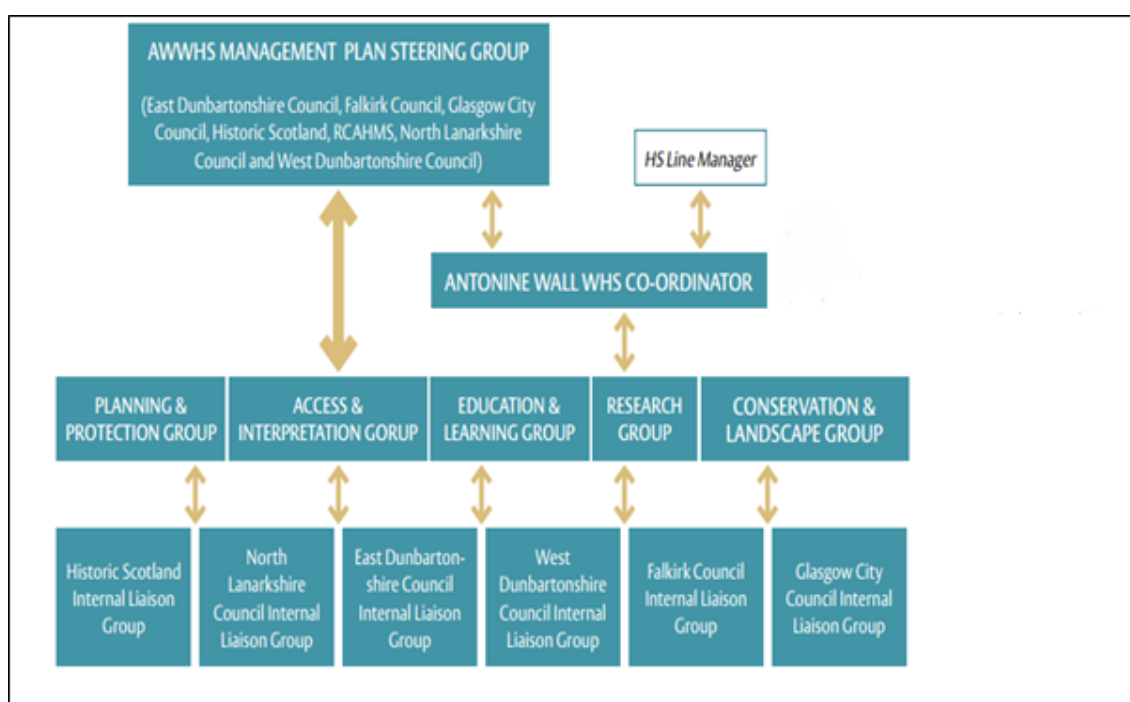 AWWHS MANAGEMENT PLAN STEERING GROUP
(East Dunbartonshire Council, Falkirk Council, Glasgow City
Council, Historic Scotland, RCAHMS, North Lanarkshire
Council and West Dunbartonshire Council)
HS Line Manager
ANTONINE WALL WHS CO-ORDINATOR
PLANNING &
PROTECTION GROUP
ACCESS &
INTERPRETATION GORUP
EDUCATION &
LEARNING GROUP
RESEARCH
GROUP
CONSERVATION &
LANDSCAPE GROUP
Historic Scotland
Internal Liaison
Group
North
Lanarkshire
Council Internal
Liaison Group
East Dunbarton-
shire Council
Internal Liaison
Group
West
Dunbartonshire
Council Internal
Liaison Group
Falkirk Council
Internal Liaison
Group
Glasgow City
Council Internal
Liaison Group